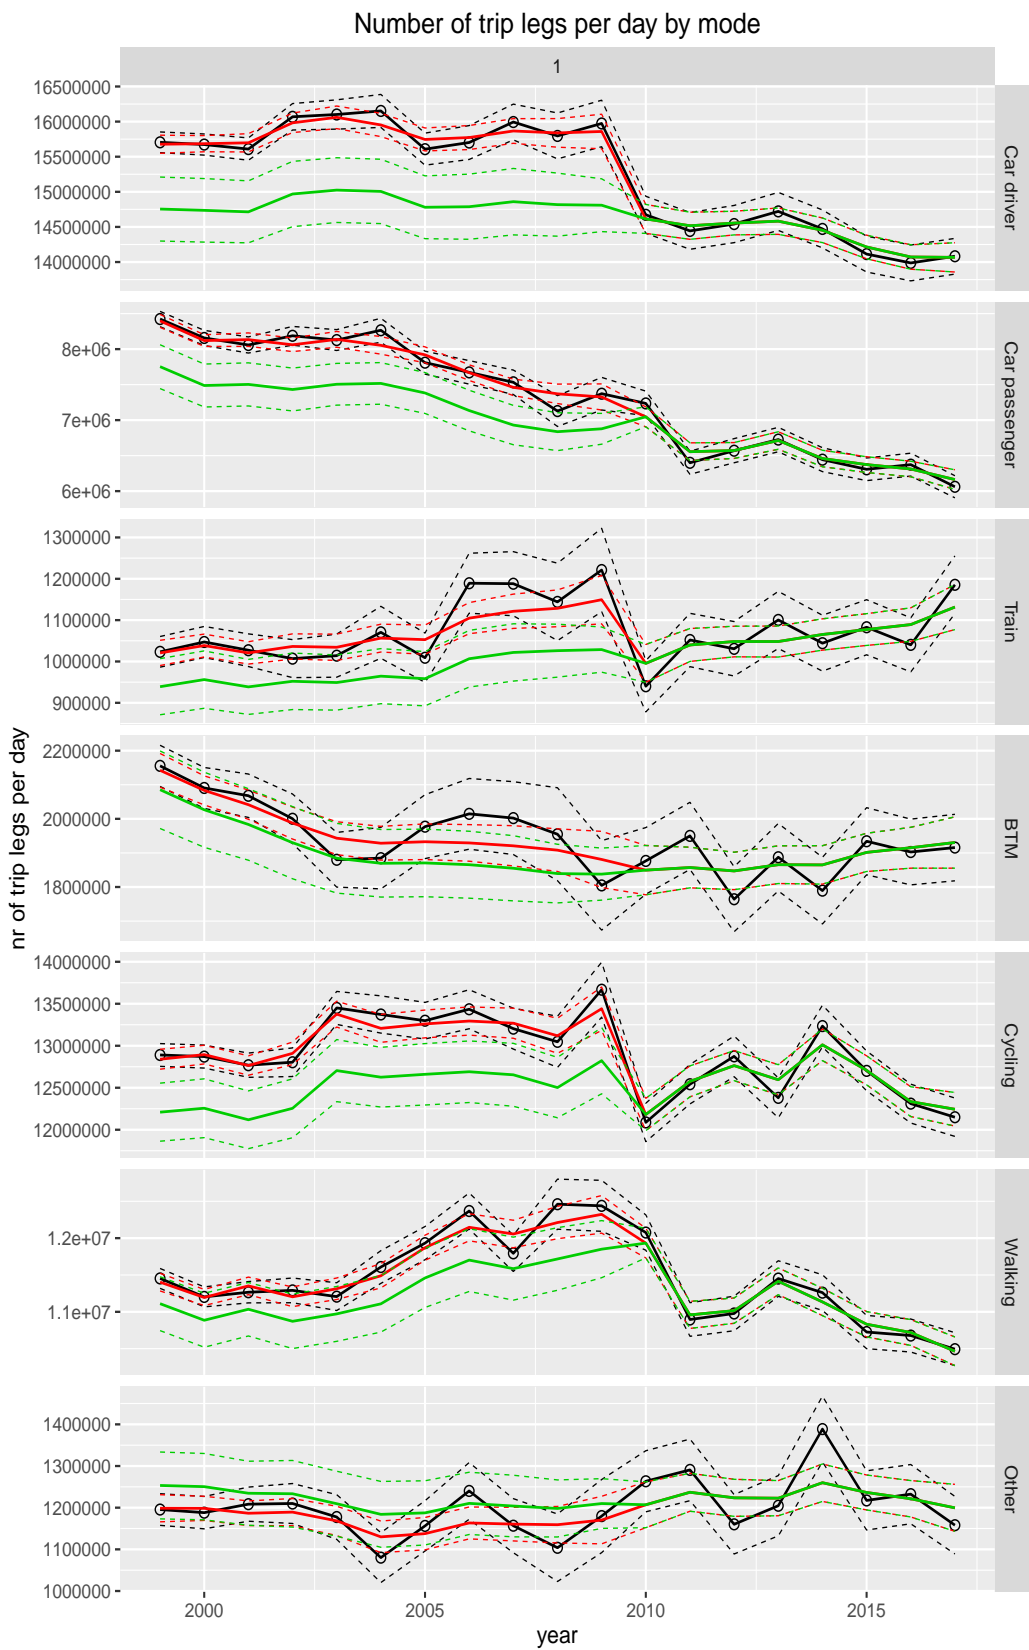 Number of trip legs per day by mode
1
16500000
16000000
15500000
15000000
14500000
14000000
Car driver
8e+06
7e+06
6e+06
Car passenger
1300000
1200000
1100000
1000000
900000
Train
2200000
2000000
1800000
BTM
14000000
13500000
13000000
12500000
12000000
Cycling
1.2e+07
1.1e+07
Walking
1400000
1300000
1200000
1100000
1000000
Other
nr of trip legs per day
2000
2005
2010
2015
year